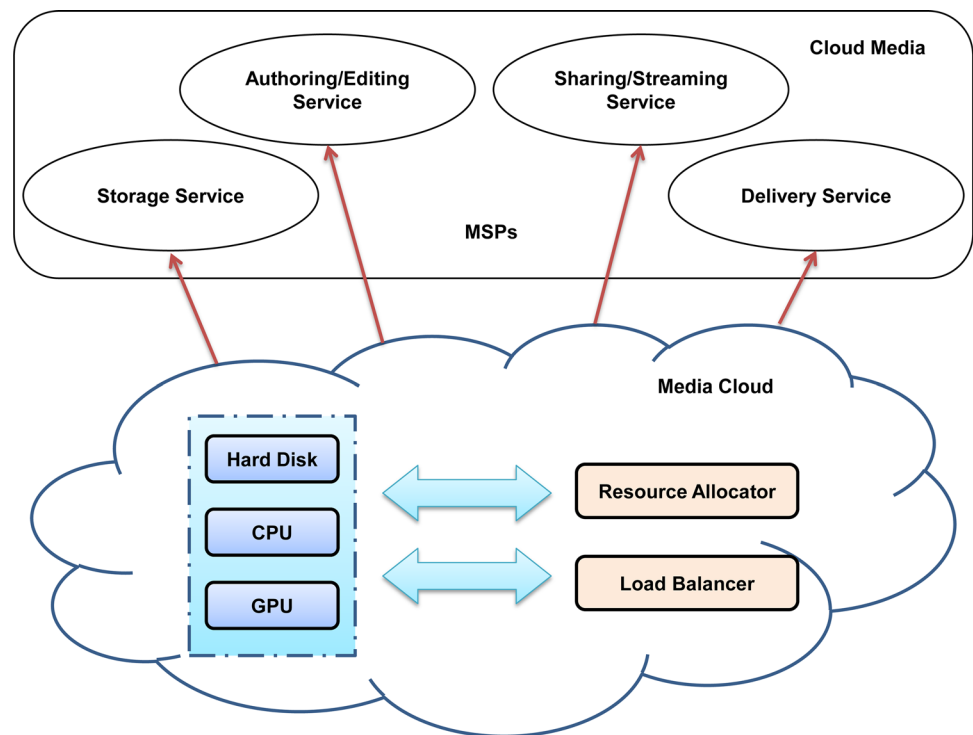 Cloud Media
Authoring/Editing
Service
Sharing/Streaming
Service
Storage Service
Delivery Service
MSPs
Media Cloud
Hard Disk
CPU
GPU
Resource Allocator
Load Balancer